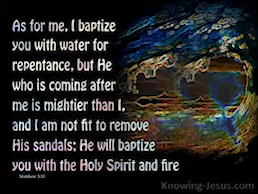 As for me, I baptize
you with water for
repentance, but He
who is coming after
me is mightier than I,
and I am not fit to remove
His sandals; He will baptize
you with the Holy Spirit and fire
Matthew 3:11
Knowing-Jesus.com